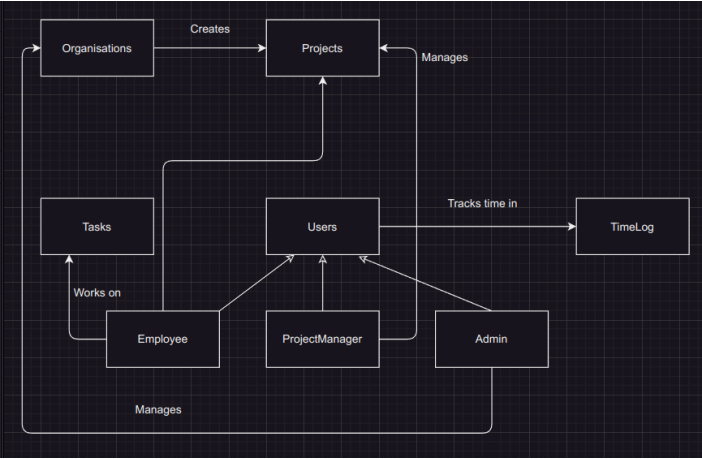 Creates
Organisations
Projects
Manages
Tracks time in
Tasks
Users
TimeLog
Works on
Employee
ProjectManager
Admin
Manages